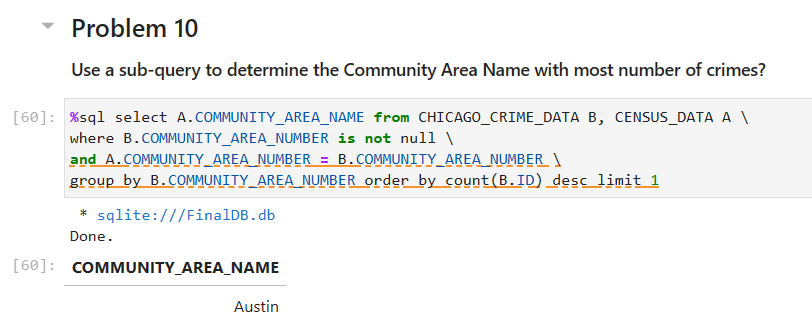 Problem 10
Use a sub-query to determine the Community Area Name with most number of crimes?
[60]: %sql select A.COMMUNITY_AREA_NAME from CHICAGO_CRIME_DATA B, CENSUS_DATA A \
where B.COMMUNITY_AREA_NUMBER is not null \
and A.COMMUNITY_AREA_NUMBER = B.COMMUNITY_AREA_NUMBER \
group by B.COMMUNITY_AREA_NUMBER order by count(B.ID) desc limit 1
* sqlite:///FinalDB.db
Done.
[60]: COMMUNITY_AREA_NAME
Austin